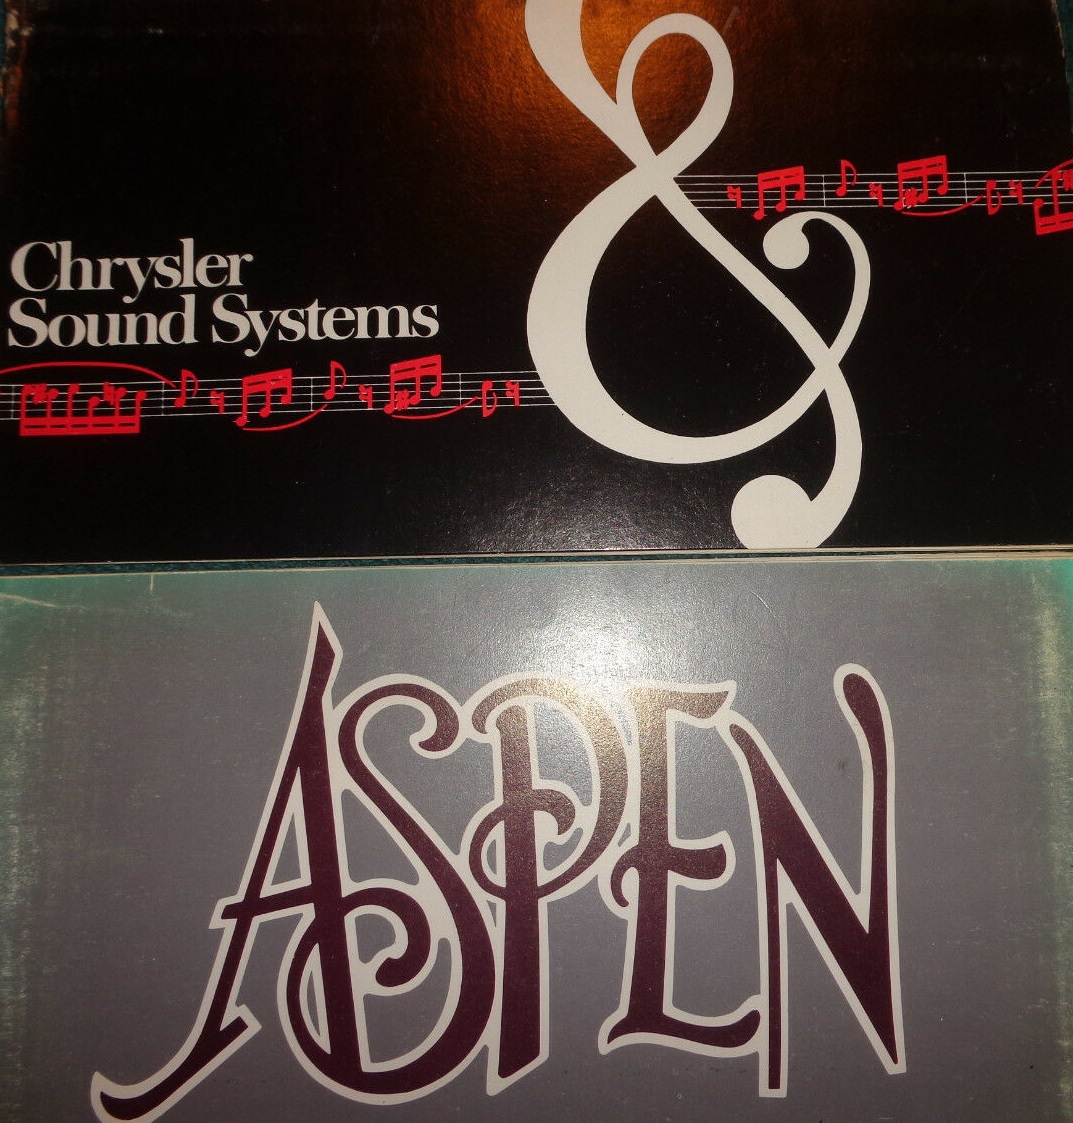 Chrysler
Sound Systems
&
ASPEN